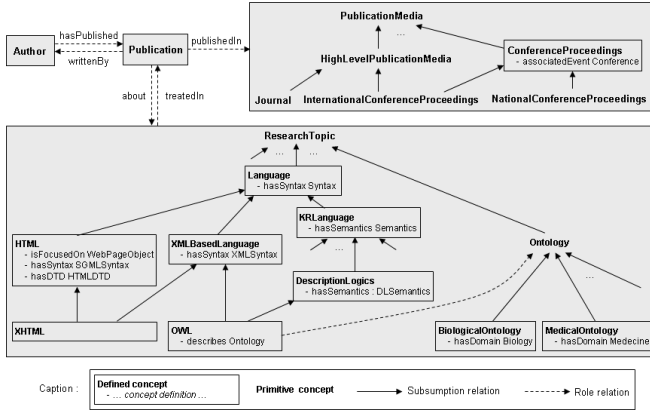 PublicationMedia
...
hasPublished
publishedIn
Author
Publication
writtenBy
HighLevelPublicationMedia
ConferenceProceedings
- associatedEvent Conference
about
treatedIn
Journal
InternationalConferenceProceedings
NationalConferenceProceedings
ResearchTopic
...
...
Language
- hasSyntax Syntax
KRLanguage
- hasSemantics Semantics
...
HTML
- isFocusedOn WebPageObject
- hasSyntax SGMLSyntax
- hasDTD HTMLDTD
XMLBasedLanguage
- hasSyntax XMLSyntax
Ontology
...
DescriptionLogics
- hasSemantics : DLSemantics
XHTML
OWL
- describes Ontology
BiologicalOntology
- hasDomain Biology
MedicalOntology
- hasDomain Medecine
Caption :
Defined concept
- ... concept definition ...
Primitive concept
Subsumption relation
Role relation